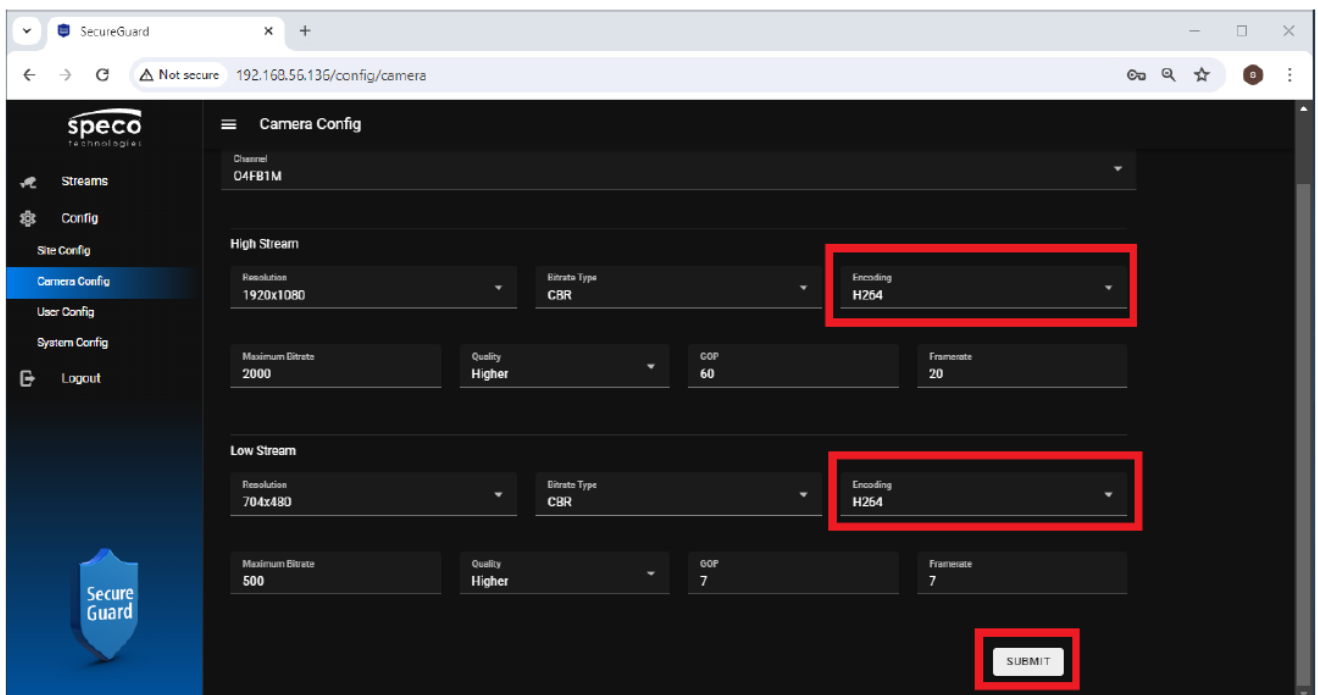 SecureGuard
Not secure 192.168.56.136/config/camera
s
speco
technologies
Camera Config
Channel
O4FB1M
Streams
Config
Site Config
Camera Config
User Config
System Config
Logout
High Stream
Resolution Bitrate Type Encoding
1920x1080 CBR H264
Maximum Bitrate Quality GOP Framerate
2000 Higher 60 20
Low Stream
Resolution Bitrate Type Encoding
704x480 CBR H264
Maximum Bitrate Quality GOP Framerate
500 Higher 7 7
Secure
Guard
SUBMIT